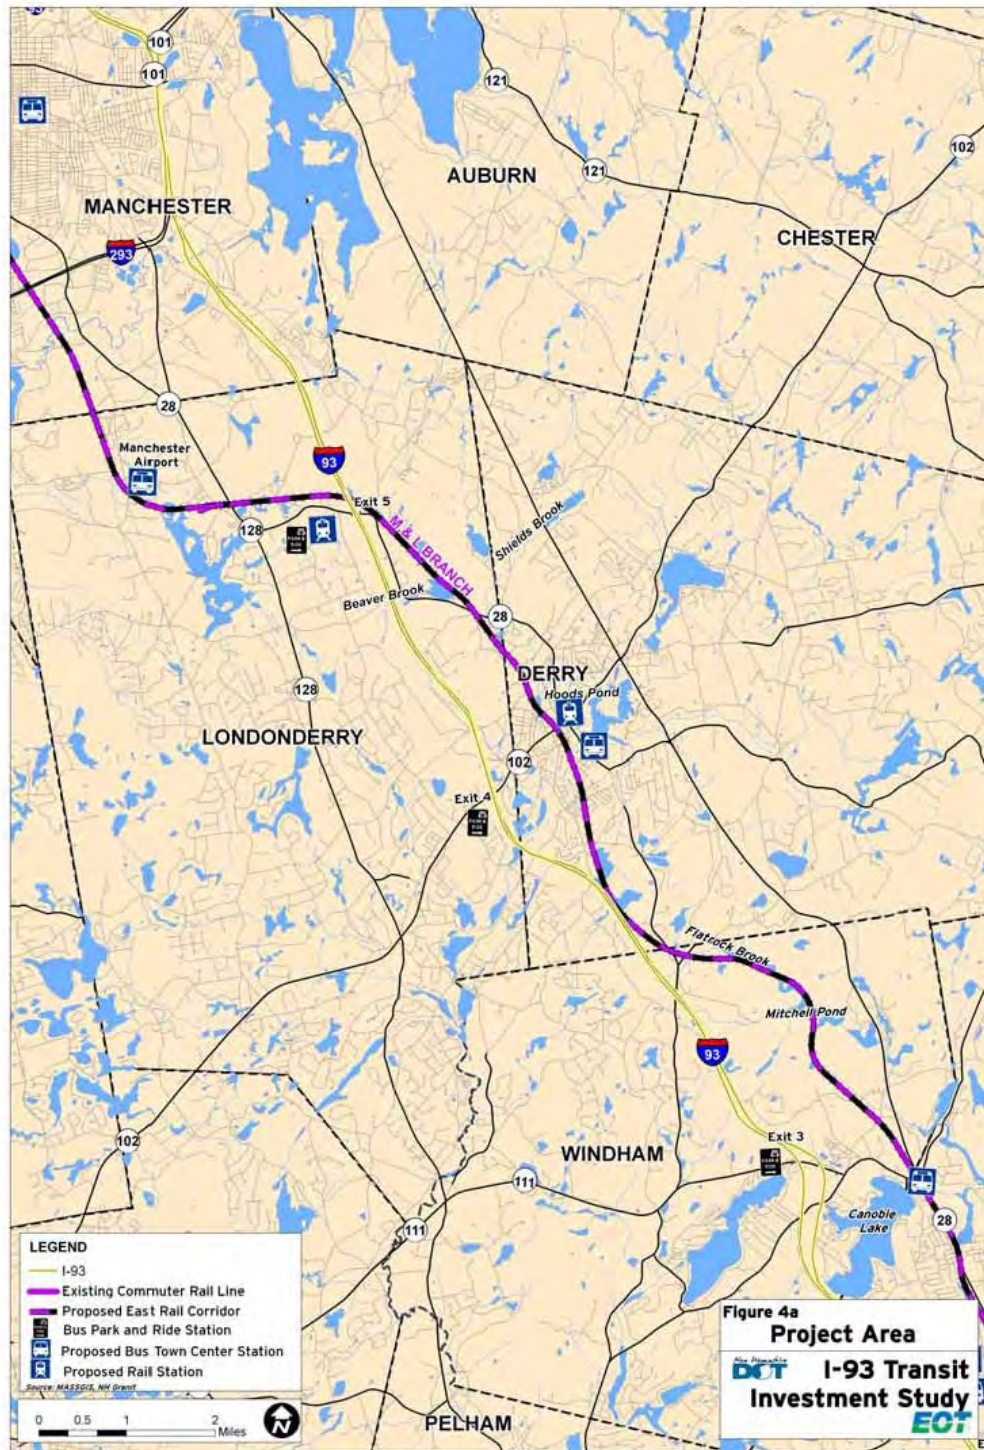 93
101
101
121
AUBURN
121
102
MANCHESTER
CHESTER
293
28
Manchester
Airport
93
Exit 5
128
M & L BRANCH
Shields Brook
Beaver Brook
28
DERRY
Hoods Pond
128
LONDONDERRY
102
Exit 4
Flatrock Brook
Mitchell Pond
93
102
Exit 3
WINDHAM
111
111
Canobie
Lake
28
LEGEND
I-93
Existing Commuter Rail Line
Proposed East Rail Corridor
Bus Park and Ride Station
Proposed Bus Town Center Station
Proposed Rail Station
Source: MASSGIS, NH Granit
0 0.5 1 2
Miles
N
PELHAM
Figure 4a
Project Area
New Hampshire
DOT
I-93 Transit
Investment Study
EOT